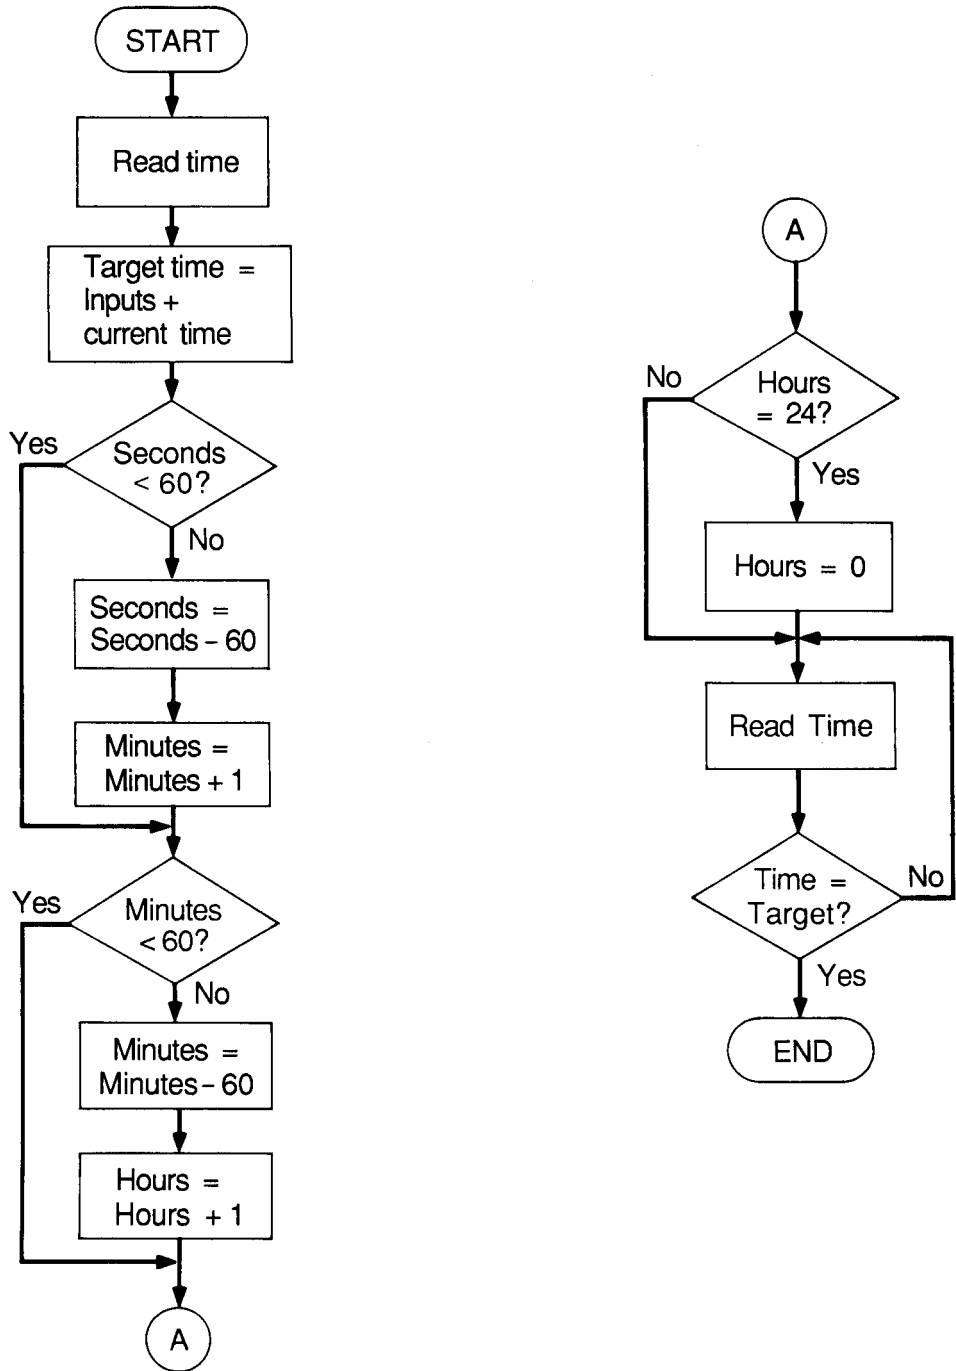 START
Read time
Target time =
Inputs +
current time
Yes
Seconds
< 60?
No
Seconds =
Seconds – 60
Minutes =
Minutes + 1
Yes
Minutes
< 60?
No
Minutes =
Minutes – 60
Hours =
Hours + 1
A
A
No
Hours
= 24?
Yes
Hours = 0
Read Time
Time =
Target?
No
Yes
END